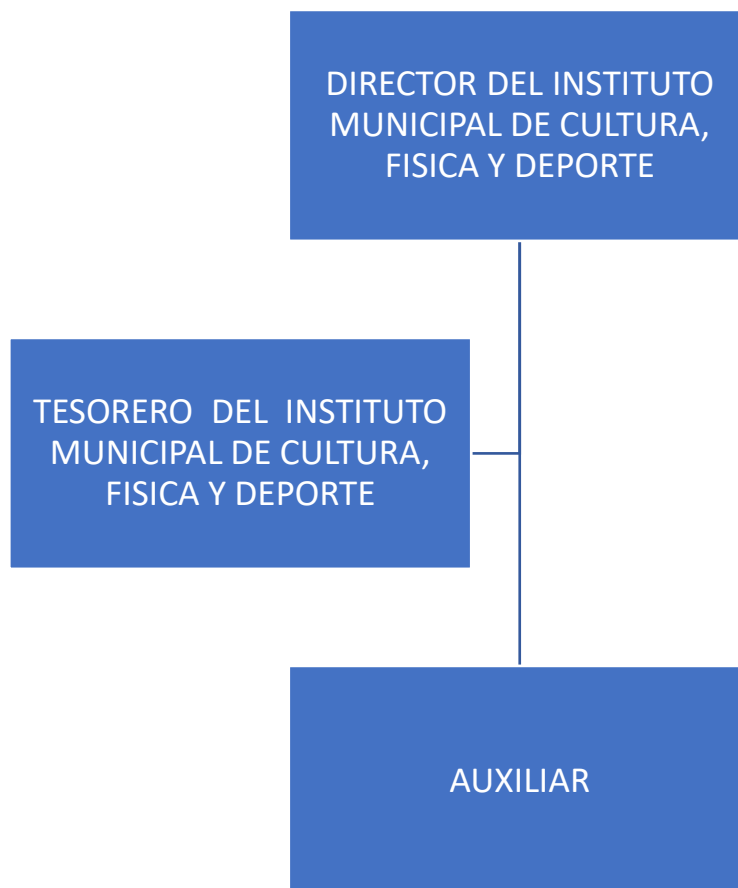 DIRECTOR DEL INSTITUTO
MUNICIPAL DE CULTURA,
FISICA Y DEPORTE
TESORERO DEL INSTITUTO
MUNICIPAL DE CULTURA,
FISICA Y DEPORTE
AUXILIAR